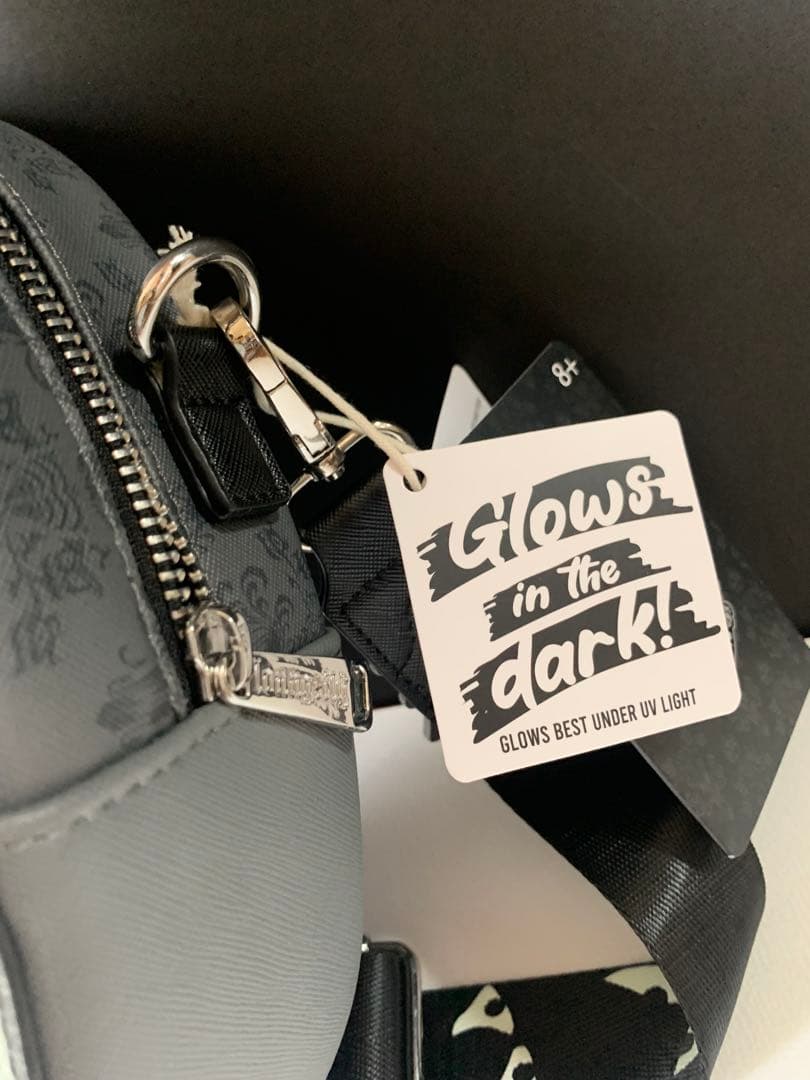 8+
Glows
in the
dark!
GLOWS BEST UNDER UV LIGHT